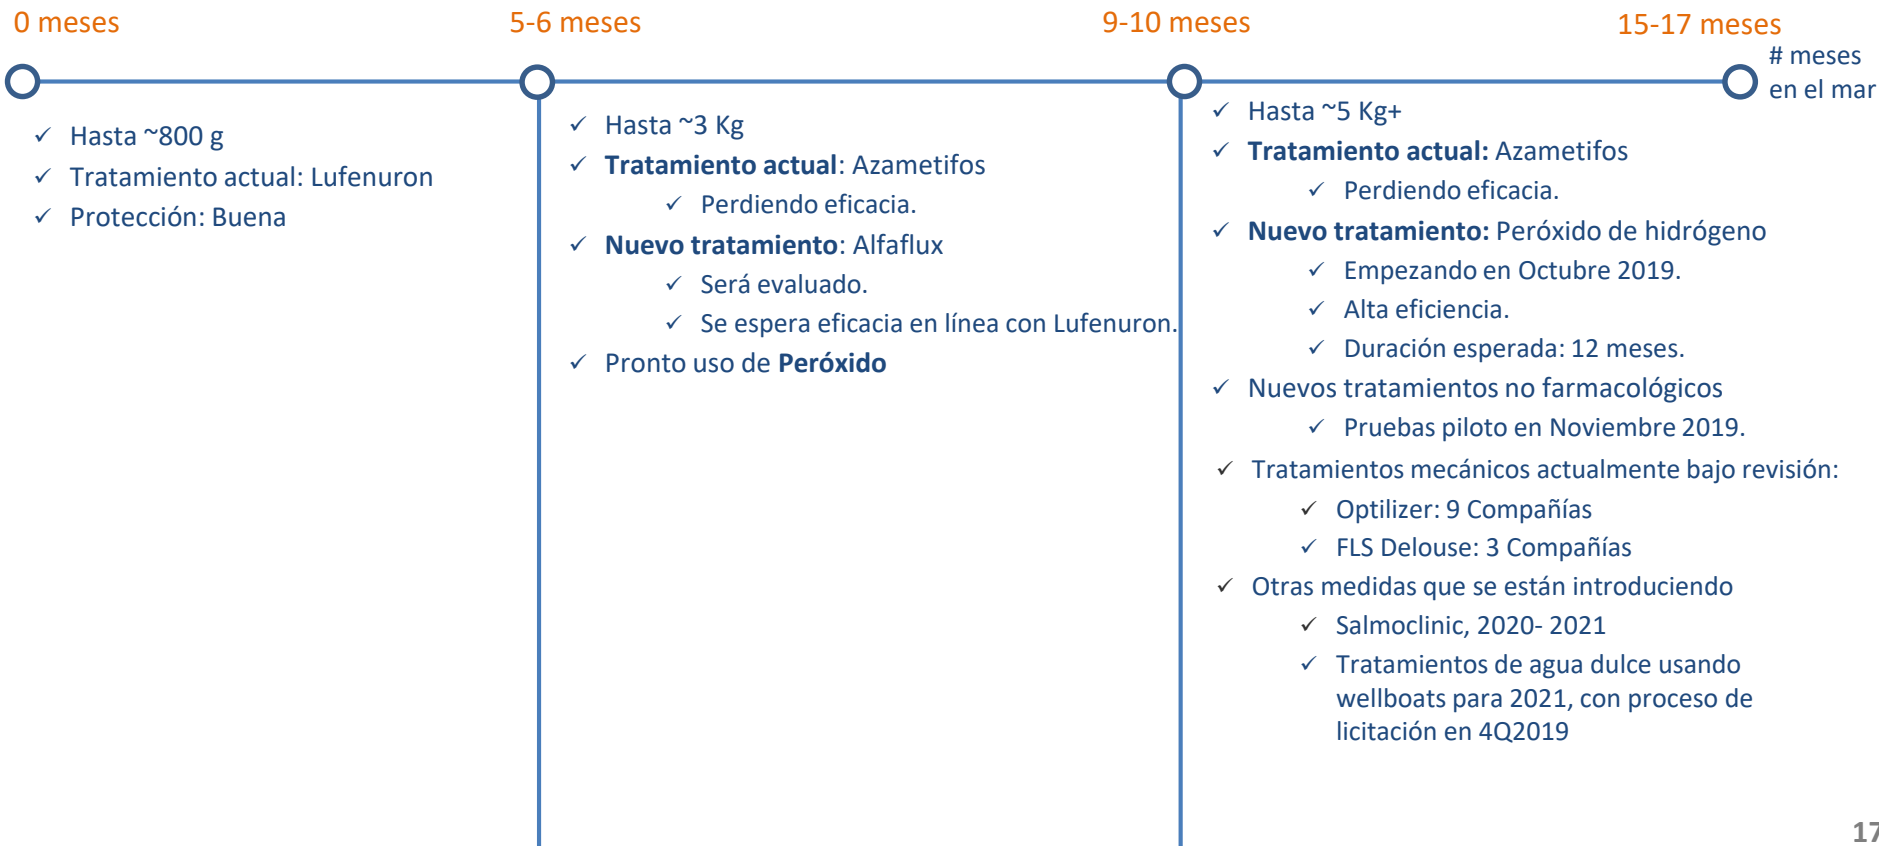 0 meses
5-6 meses
9-10 meses
15-17 meses
# meses
en el mar
✓ Hasta ~800 g
✓ Tratamiento actual: Lufenuron
✓ Protección: Buena
✓ Hasta ~3 Kg
✓ Tratamiento actual: Azametifos
✓ Perdiendo eficacia.
✓ Nuevo tratamiento: Alfaflux
✓ Será evaluado.
✓ Se espera eficacia en línea con Lufenuron.
✓ Pronto uso de Peróxido
✓ Hasta ~5 Kg+
✓ Tratamiento actual: Azametifos
✓ Perdiendo eficacia.
✓ Nuevo tratamiento: Peróxido de hidrógeno
✓ Empezando en Octubre 2019.
✓ Alta eficiencia.
✓ Duración esperada: 12 meses.
✓ Nuevos tratamientos no farmacológicos
✓ Pruebas piloto en Noviembre 2019.
✓ Tratamientos mecánicos actualmente bajo revisión:
✓ Optilizer: 9 Compañías
✓ FLS Delouse: 3 Compañías
✓ Otras medidas que se están introduciendo
✓ Salmoclinic, 2020- 2021
✓ Tratamientos de agua dulce usando
wellboats para 2021, con proceso de
licitación en 4Q2019
17